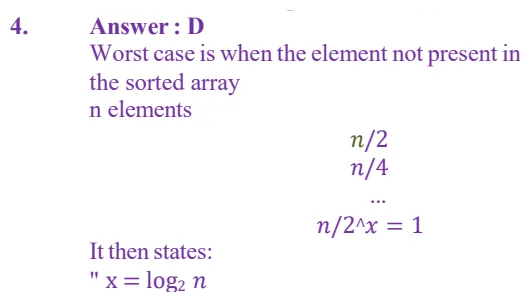 4. Answer : D
Worst case is when the element not present in
the sorted array
n elements
n/2
n/4
...
n/2^x = 1
It then states:
" x = log₂ n